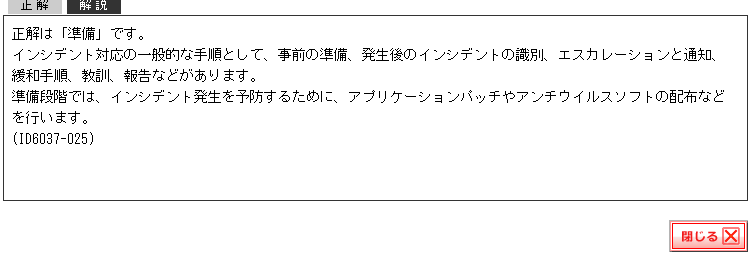 正解 解説
正解は「準備」です。
インシデント対応の一般的な手順として、事前の準備、発生後のインシデントの識別、エスカレーションと通知、
緩和手順、教訓、報告などがあります。
準備段階では、インシデント発生を予防するために、アプリケーションパッチやアンチウイルスソフトの配布など
を行います。
(ID6037-025)
閉じる